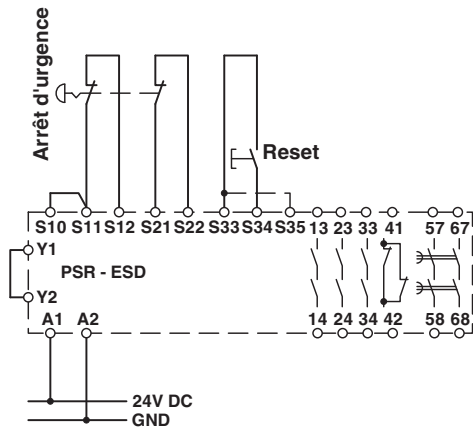 Arrêt d'urgence
Reset
S10 S11 S12 S21 S22 S33 S34 S35 13 23 33 41 57 67
Y1
PSR - ESD
Y2
A1 A2 14 24 34 42 58 68
24V DC
GND